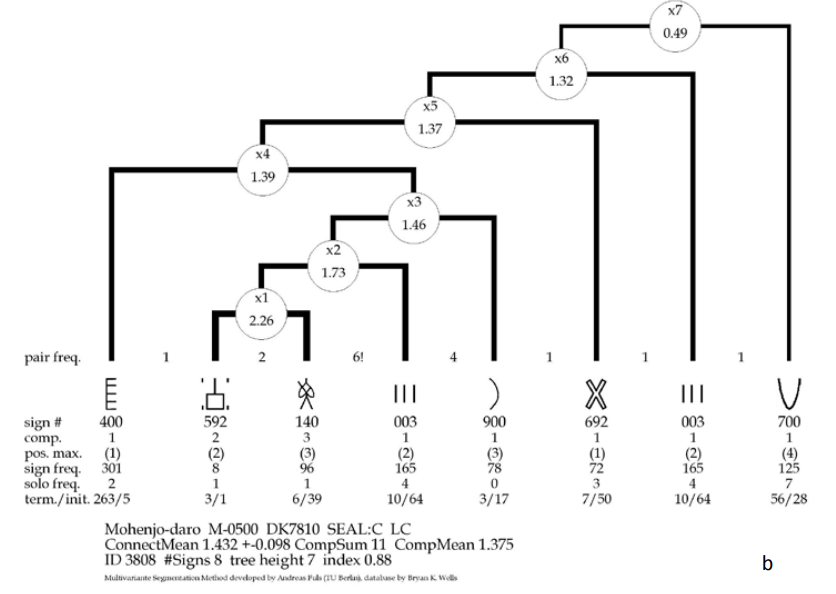 x7
0.49
x6
1.32
x5
1.37
x4
1.39
x3
1.46
x2
1.73
x1
2.26
pair freq. 1 2 6! 4 1 1 1
sign # 400 592 140 003 900 692 003 700
comp. 1 2 3 1 1 1 1 1
pos. max. (1) (2) (3) (2) (3) (1) (2) (4)
sign freq. 301 8 96 165 78 72 165 125
solo freq. 2 1 1 4 0 3 4 7
term./init. 263/5 3/1 6/39 10/64 3/17 7/50 10/64 56/28
Mohenjo-daro M-0500 DK7810 SEAL:C LC
ConnectMean 1.432 +-0.098 CompSum 11 CompMean 1.375
ID 3808 #Signs 8 tree height 7 index 0.88
Multivariate Segmentation Method developed by Andreas Fuls (TU Berlin), database by Bryan K. Wells
b